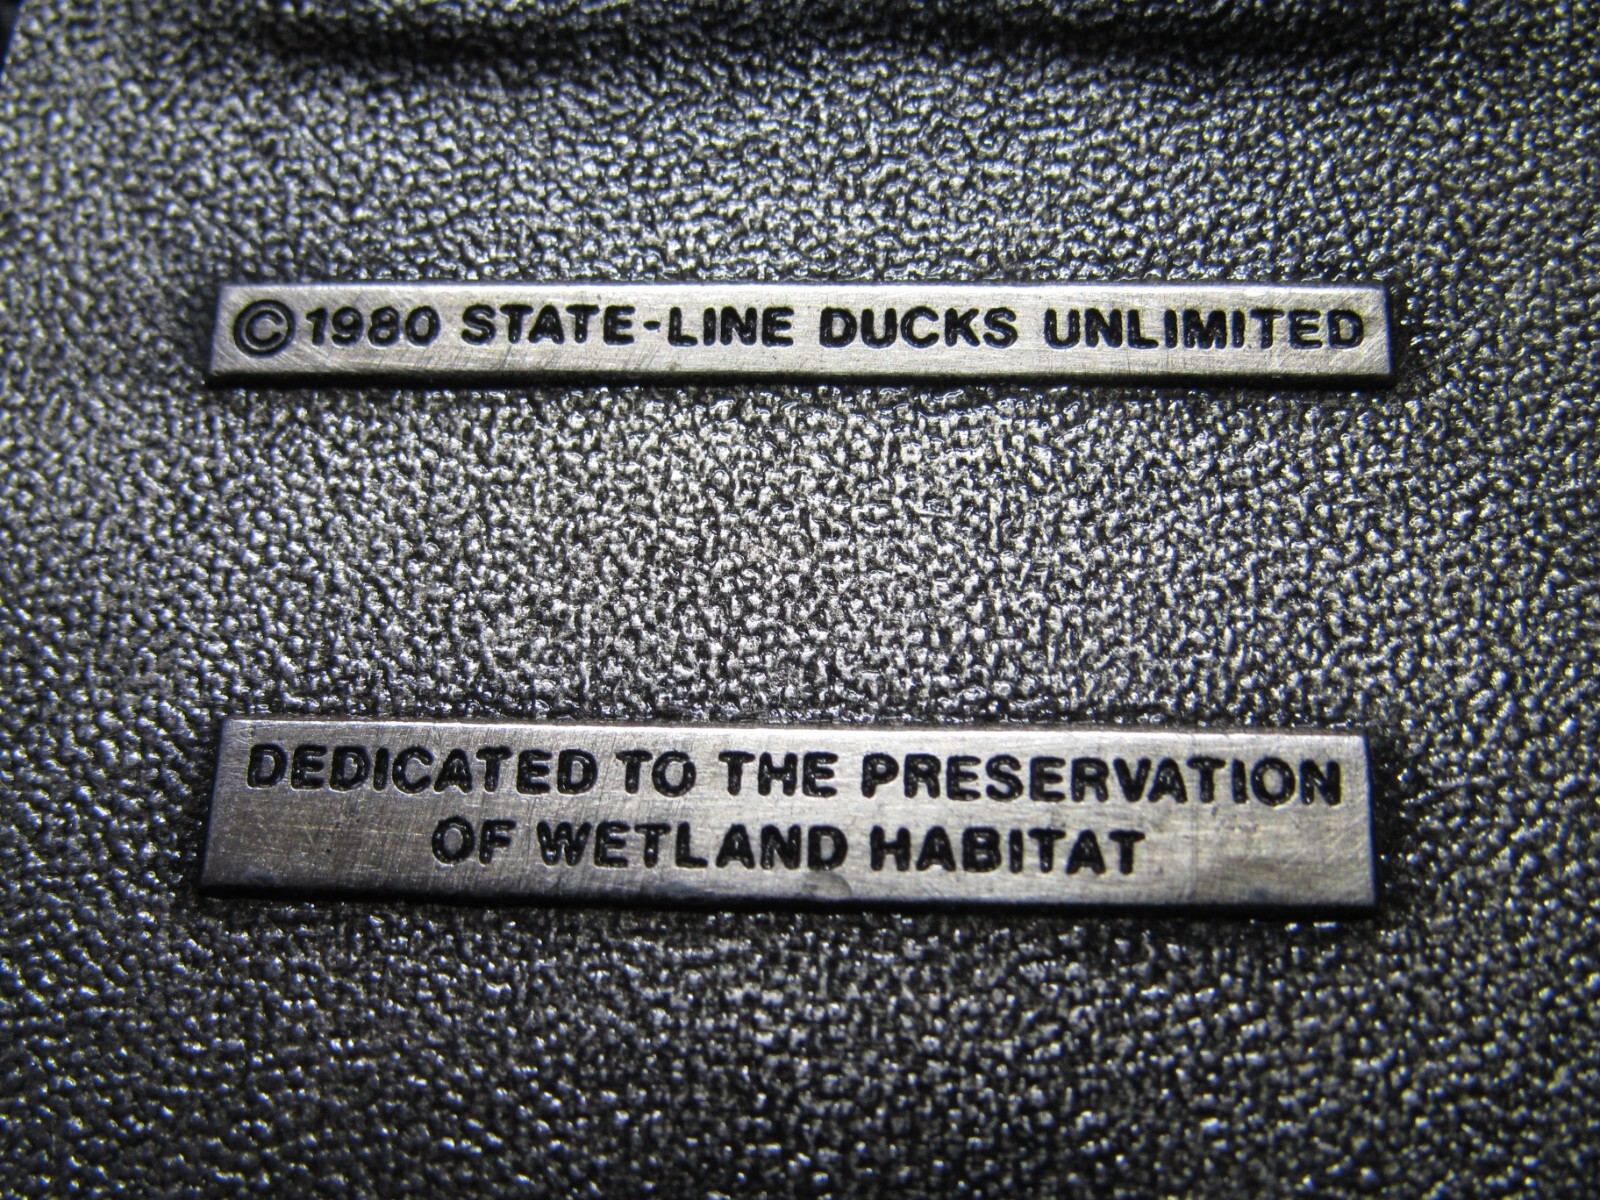 ©1980 STATE-LINE DUCKS UNLIMITED
DEDICATED TO THE PRESERVATION
OF WETLAND HABITAT